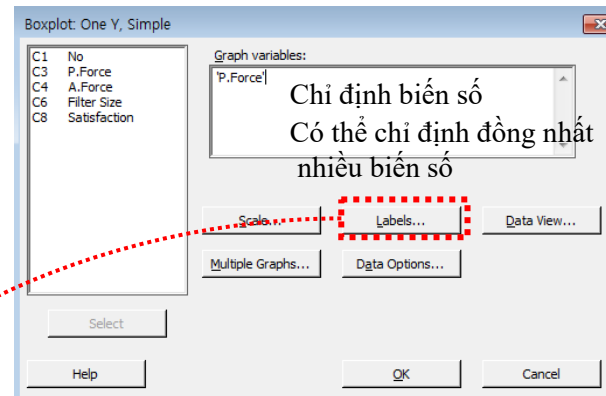 Boxplot: One Y, Simple
C1 No
C3 P.Force
C4 A.Force
C6 Filter Size
C8 Satisfaction
Graph variables:
'P.Force'
Chỉ định biến số
Có thể chỉ định đồng nhất
nhiều biến số
Scale...
Labels...
Data View...
Multiple Graphs...
Data Options...
Select
Help
OK
Cancel